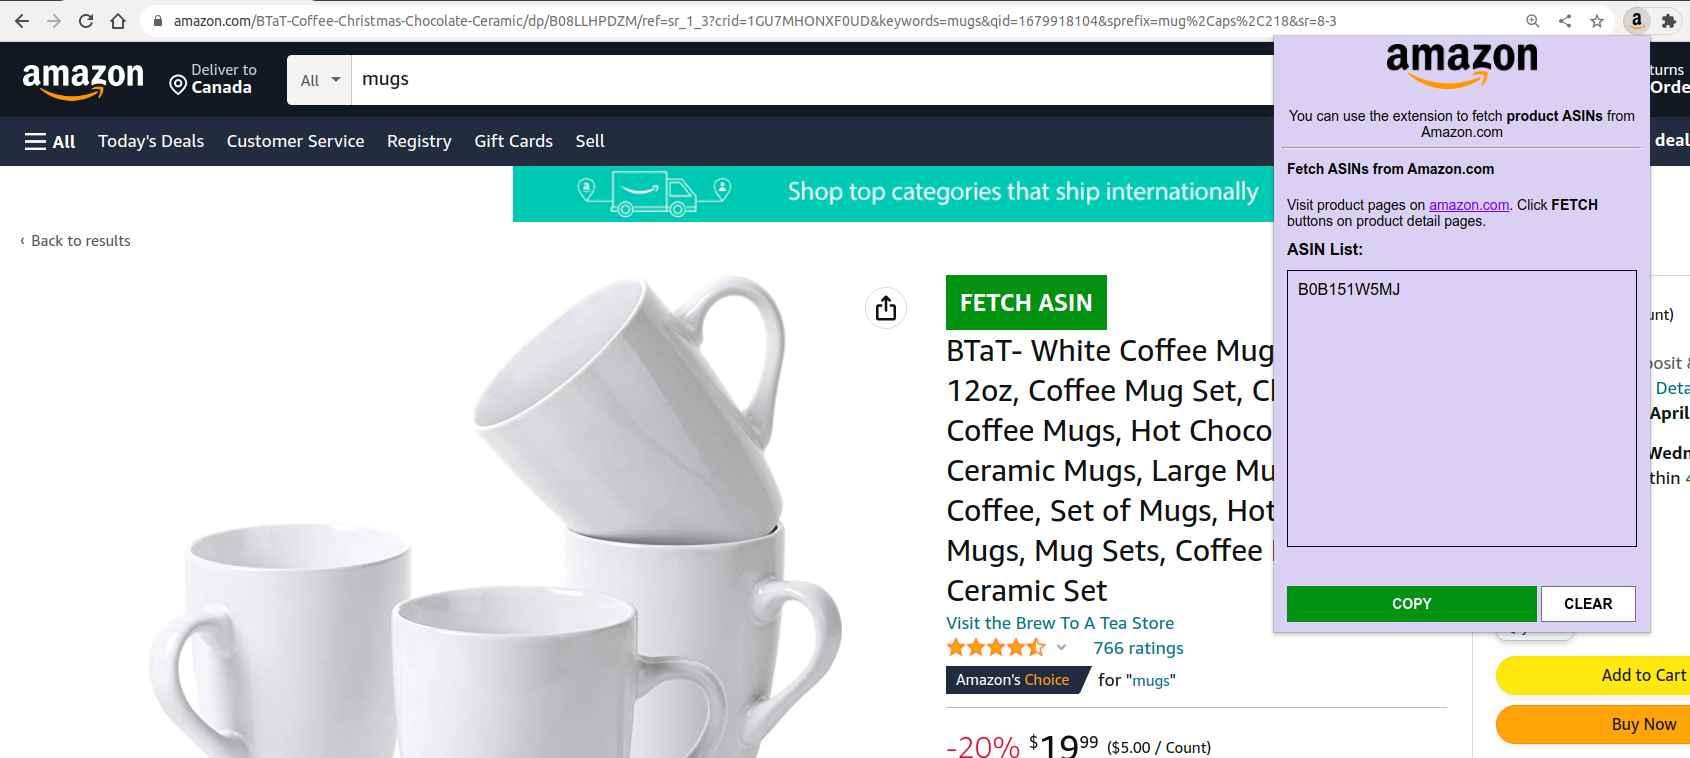 amazon.com/BTaT-Coffee-Christmas-Chocolate-Ceramic/dp/B08LLHPDZM/ref=sr_1_3?crid=1GU7MHONXF0UD&keywords=mugs&qid=1679918104&sprefix=mug%2Caps%2C218&sr=8-3
amazon
Deliver to
Canada
All
mugs
All
Today's Deals
Customer Service
Registry
Gift Cards
Sell
Shop top categories that ship internationally
‹ Back to results
FETCH ASIN
BTaT- White Coffee Mug
12oz, Coffee Mug Set,
Coffee Mugs, Hot Choco
Ceramic Mugs, Large Mu
Coffee, Set of Mugs, Hot
Mugs, Mug Sets, Coffee
Ceramic Set
Visit the Brew To A Tea Store
766 ratings
Amazon's Choice for "mugs"
-20% $19 99 ($5.00 / Count)
amazon
You can use the extension to fetch product ASINs from
Amazon.com
Fetch ASINs from Amazon.com
Visit product pages on amazon.com. Click FETCH
buttons on product detail pages.
ASIN List:
B0B151W5MJ
COPY
CLEAR
turns
Orde
deal
unt)
posit
Deta
April
Wedn
thin 4
Add to Cart
Buy Now